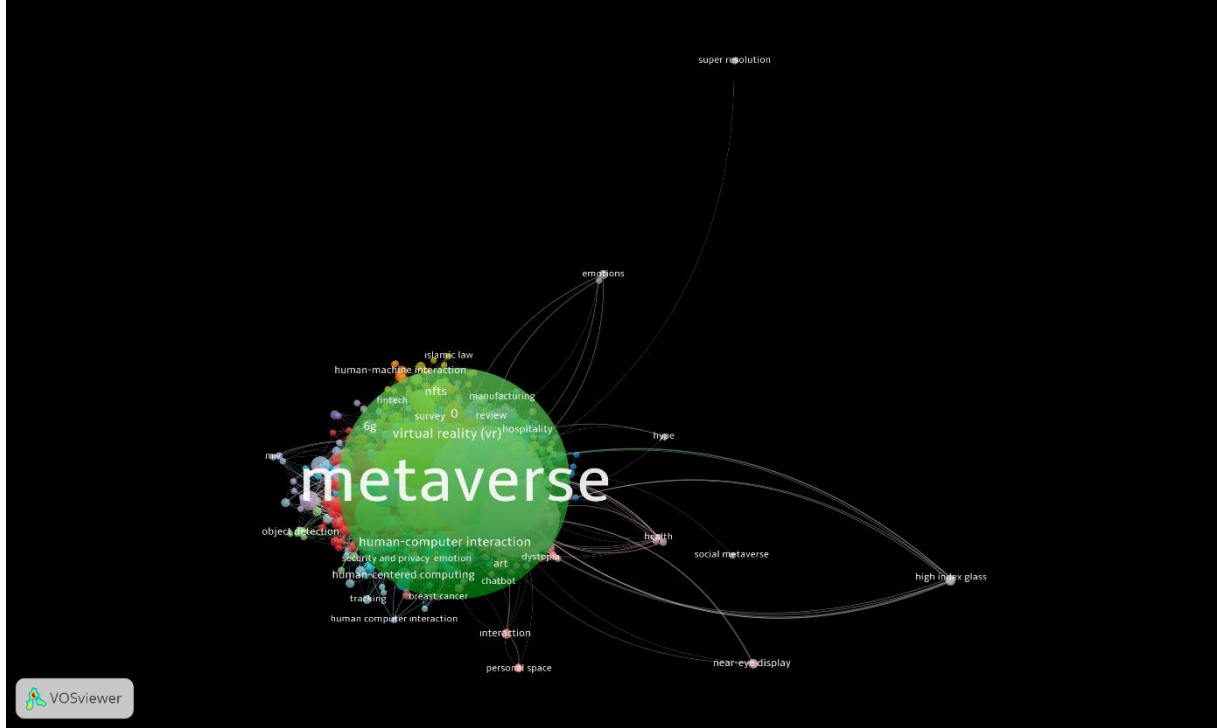 super resolution
emotions
islamic law
human-machine interaction
nfts
manufacturing
fintech
survey 0 review
6g
hospitality
virtual reality (vr)
hype
metaverse
object detection
health
human-computer interaction
social metaverse
security and privacy emotion
dystopia
art
human-centered computing
high index glass
chatbot
tracking
breast cancer
human computer interaction
interaction
near-eye display
personal space
VOSviewer